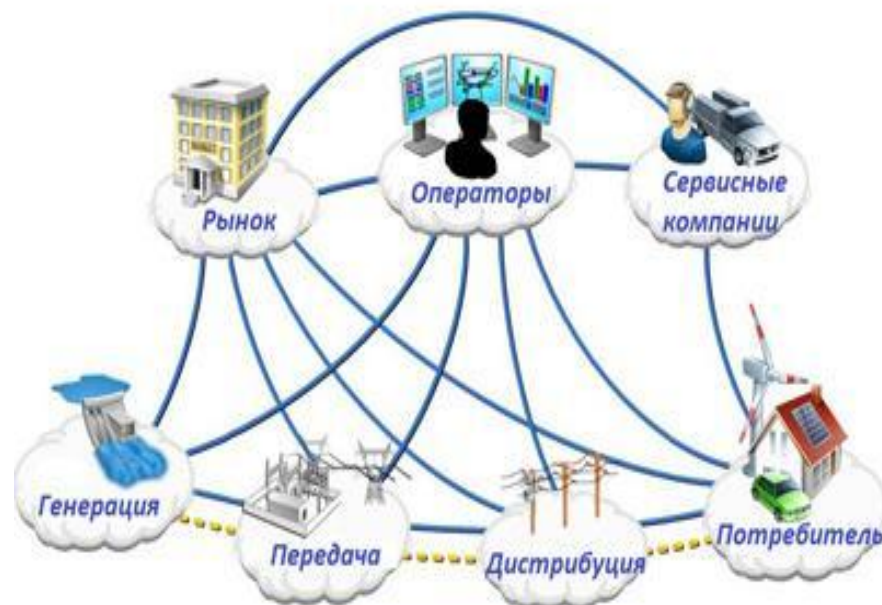 Рынок
Операторы
Сервисные
компании
Генерация
Передача
Дистрибуция
Потребитель